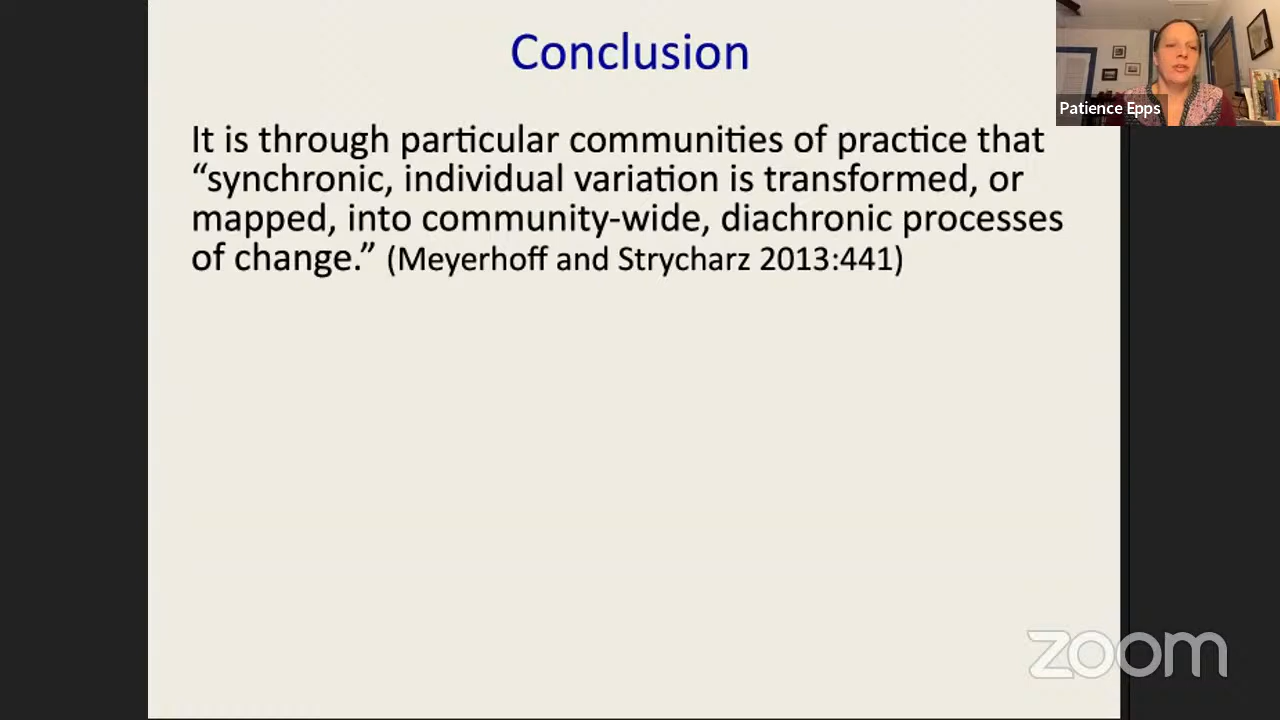 Conclusion
It is through particular communities of practice that
“synchronic, individual variation is transformed, or
mapped, into community-wide, diachronic processes
of change.” (Meyerhoff and Strycharz 2013:441)
Patience Epps
zoom